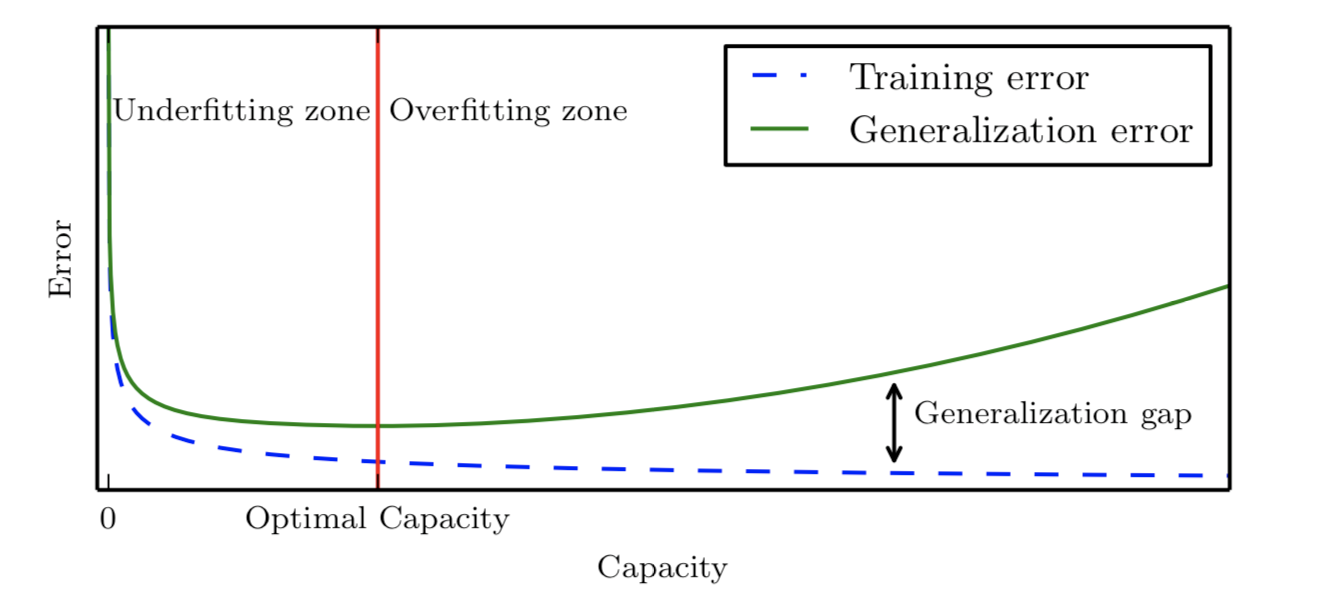 Underfitting zone
Overfitting zone
Training error
Generalization error
Error
Generalization gap
0
Optimal Capacity
Capacity